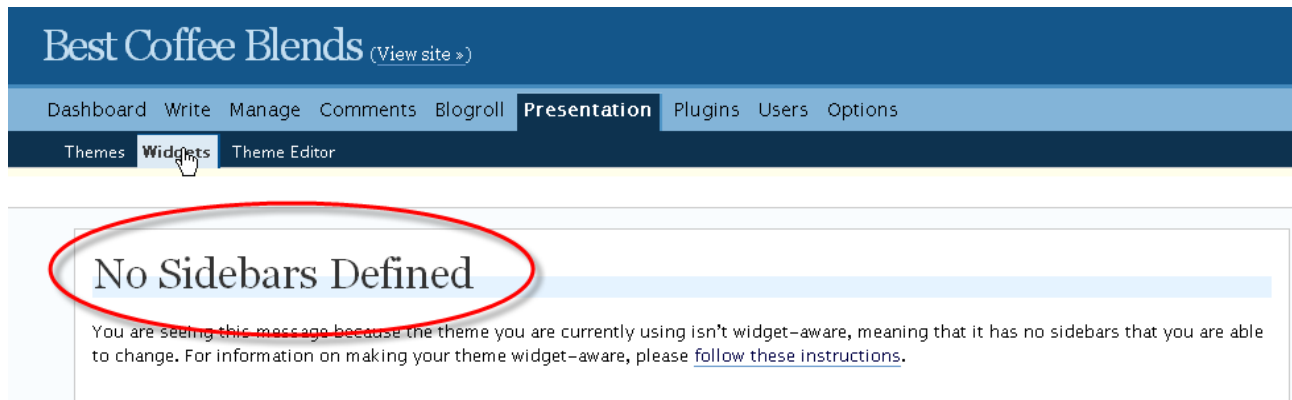 Best Coffee Blends (View site »)
Dashboard Write Manage Comments Blogroll Presentation Plugins Users Options
Themes Widgets Theme Editor
No Sidebars Defined
You are seeing this message because the theme you are currently using isn't widget-aware, meaning that it has no sidebars that you are able
to change. For information on making your theme widget-aware, please follow these instructions.